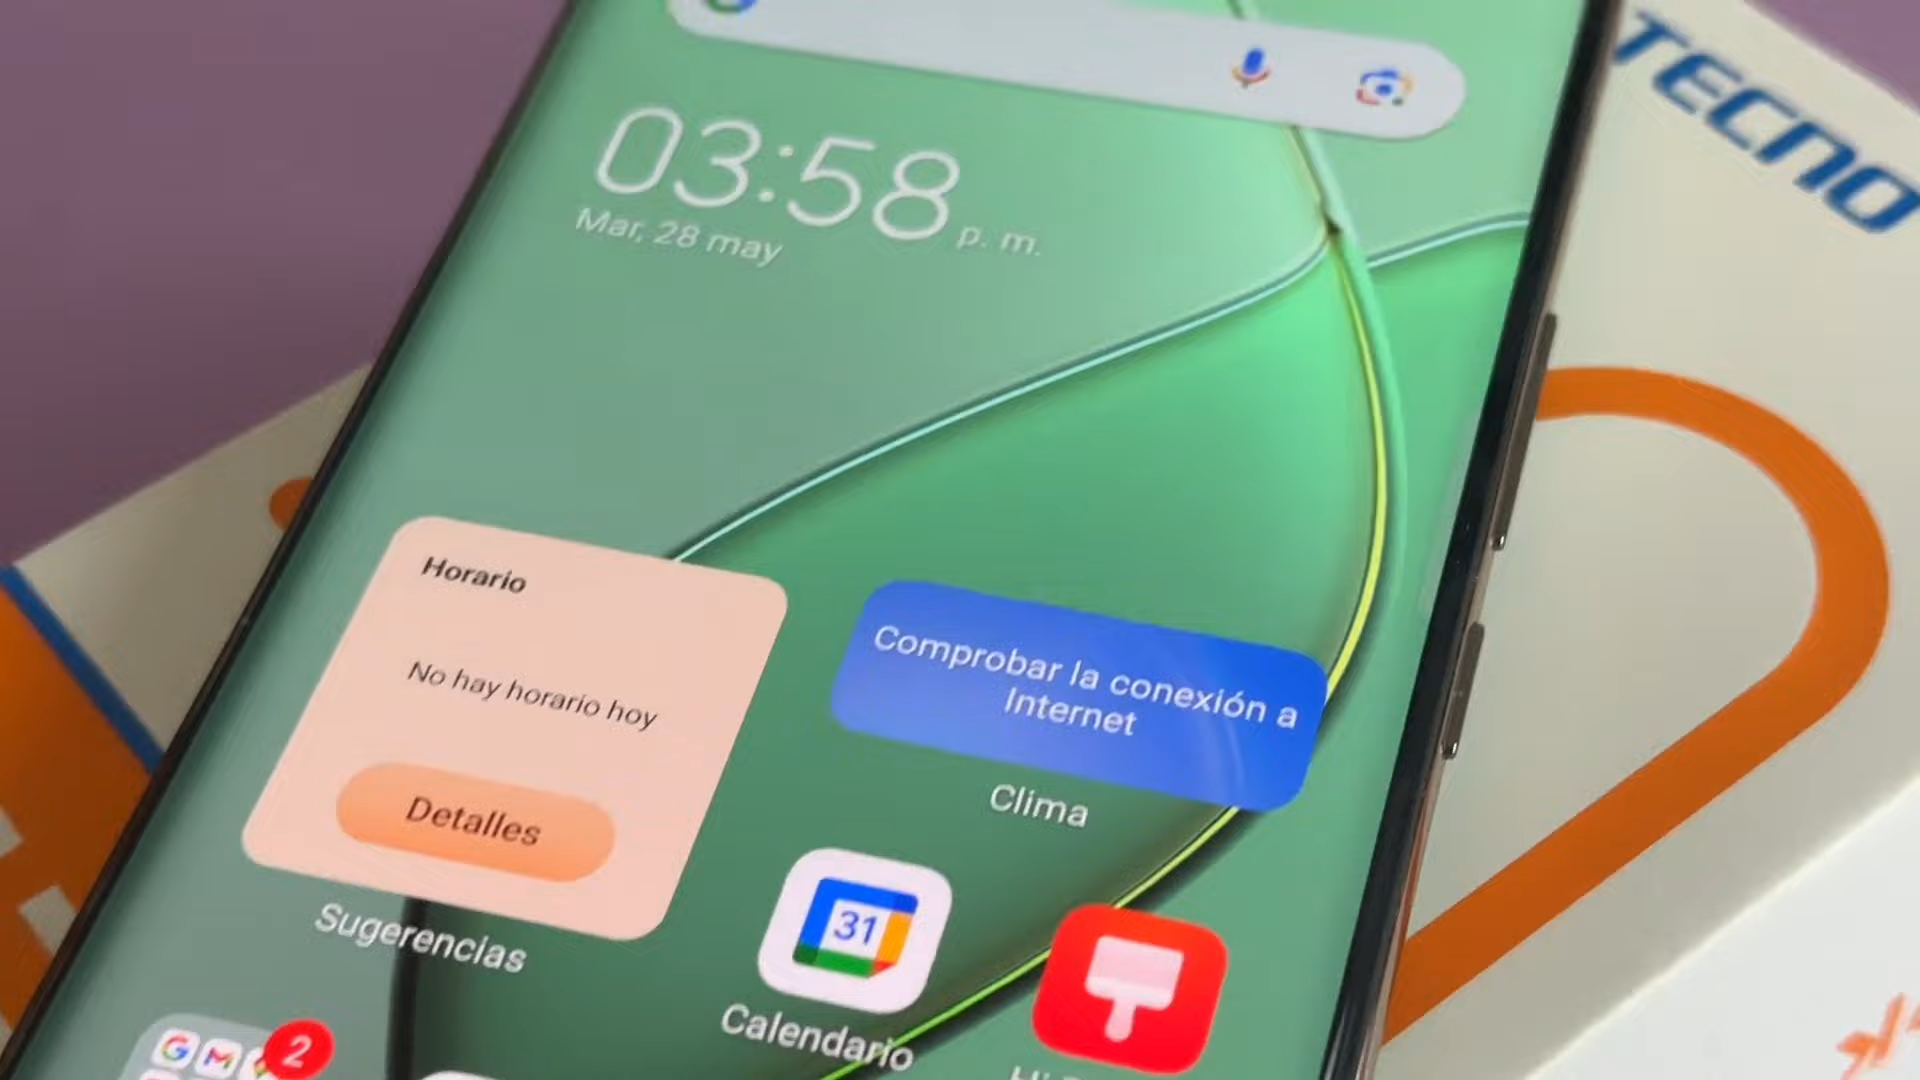 TECNO
03:58 p. m.
Mar, 28 may
Horario
No hay horario hoy
Detalles
Sugerencias
Comprobar la conexión a
Internet
Clima
31
Calendario
2